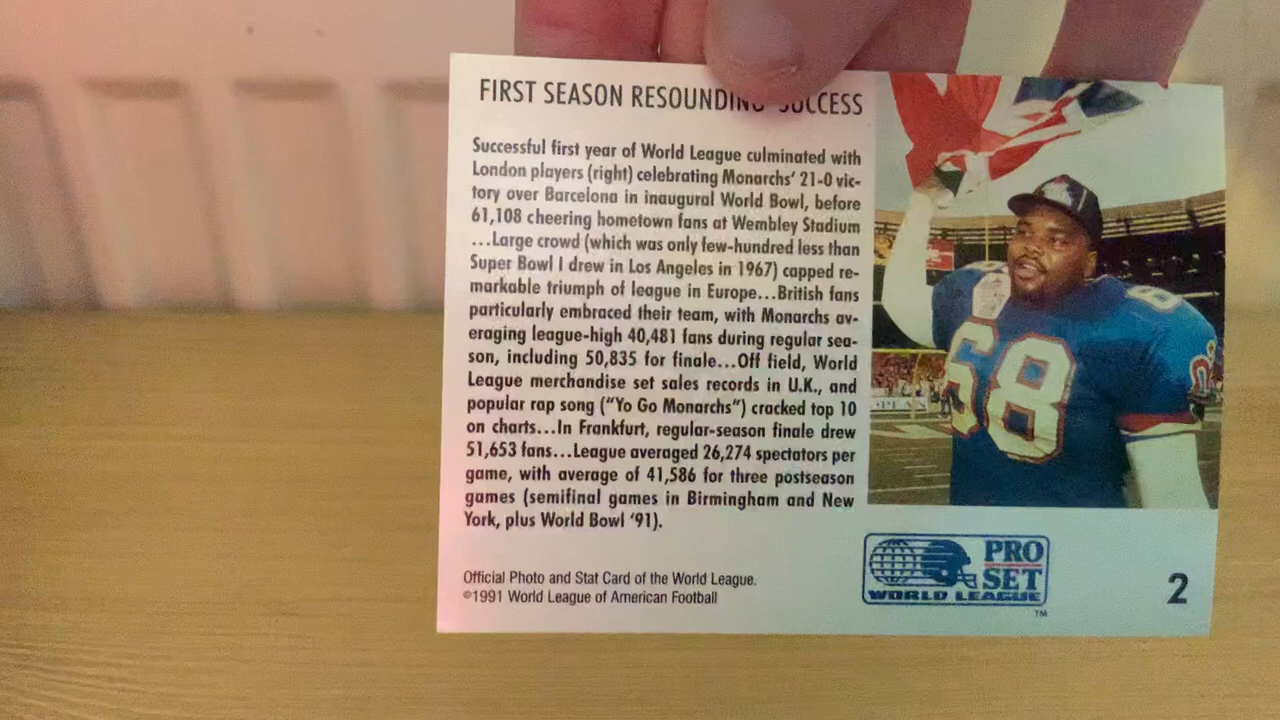 FIRST SEASON RESOUNDING SUCCESS
Successful first year of World League culminated with
London players (right) celebrating Monarchs' 21-0 vic-
tory over Barcelona in inaugural World Bowl, before
61,108 cheering hometown fans at Wembley Stadium
...Large crowd (which was only few-hundred less than
Super Bowl I drew in Los Angeles in 1967) capped re-
markable triumph of league in Europe...British fans
particularly embraced their team, with Monarchs av-
eraging league-high 40,481 fans during regular sea-
son, including 50,835 for finale...Off field, World
League merchandise set sales records in U.K., and
popular rap song ("Yo Go Monarchs") cracked top 10
on charts...In Frankfurt, regular-season finale drew
51,653 fans...League averaged 26,274 spectators per
game, with average of 41,586 for three postseason
games (semifinal games in Birmingham and New
York, plus World Bowl '91).
Official Photo and Stat Card of the World League.
©1991 World League of American Football
68
PRO
SET
WORLD LEAGUE
TM
2